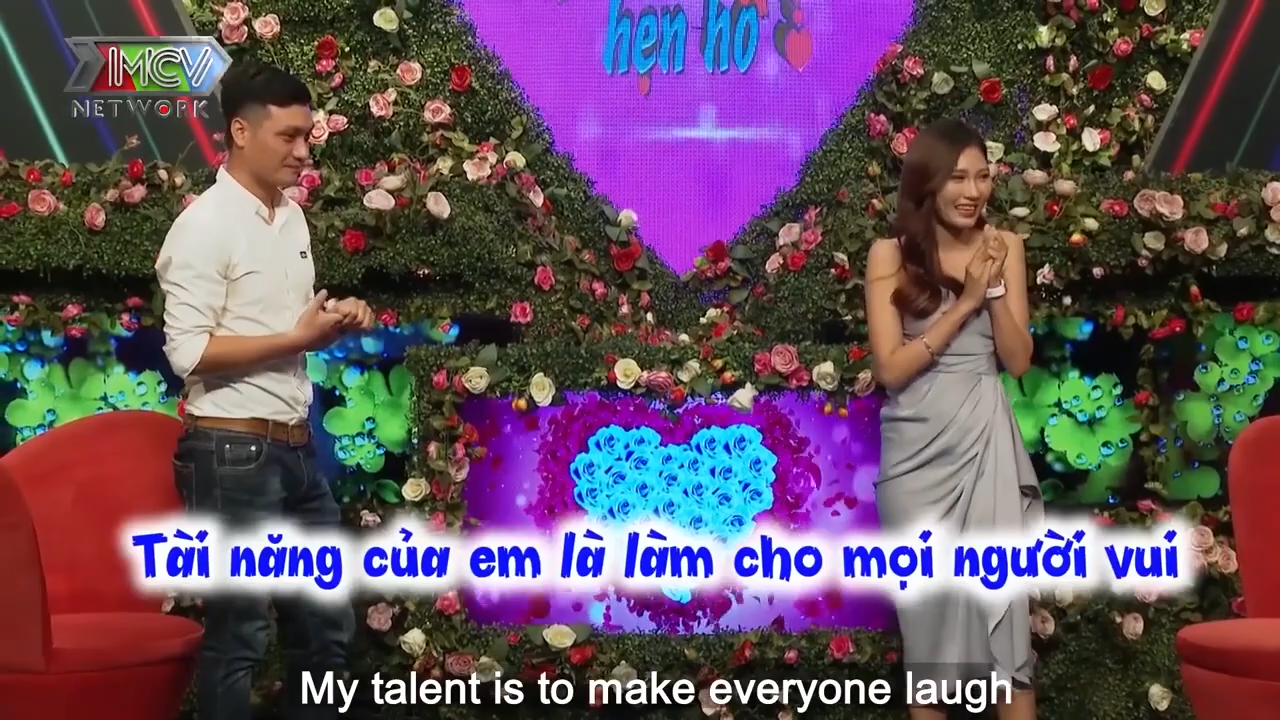 hẹn hò
MCV
NETWORK
Tài năng của em là làm cho mọi người vui
My talent is to make everyone laugh